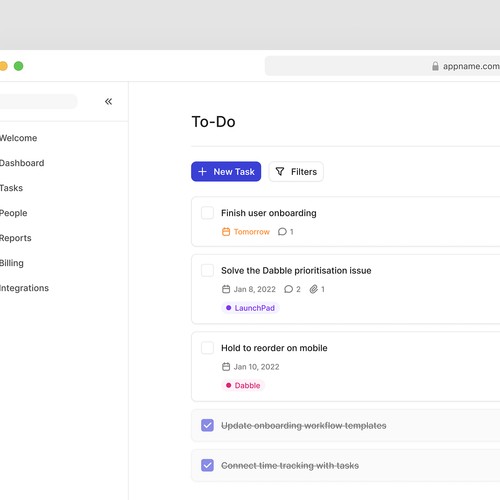 appname.com
Welcome
Dashboard
Tasks
People
Reports
Billing
Integrations
To-Do
New Task
Filters
Finish user onboarding
Tomorrow 1
Solve the Dabble prioritisation issue
Jan 8, 2022 2 1
LaunchPad
Hold to reorder on mobile
Jan 10, 2022
Dabble
Update onboarding workflow templates
Connect time tracking with tasks